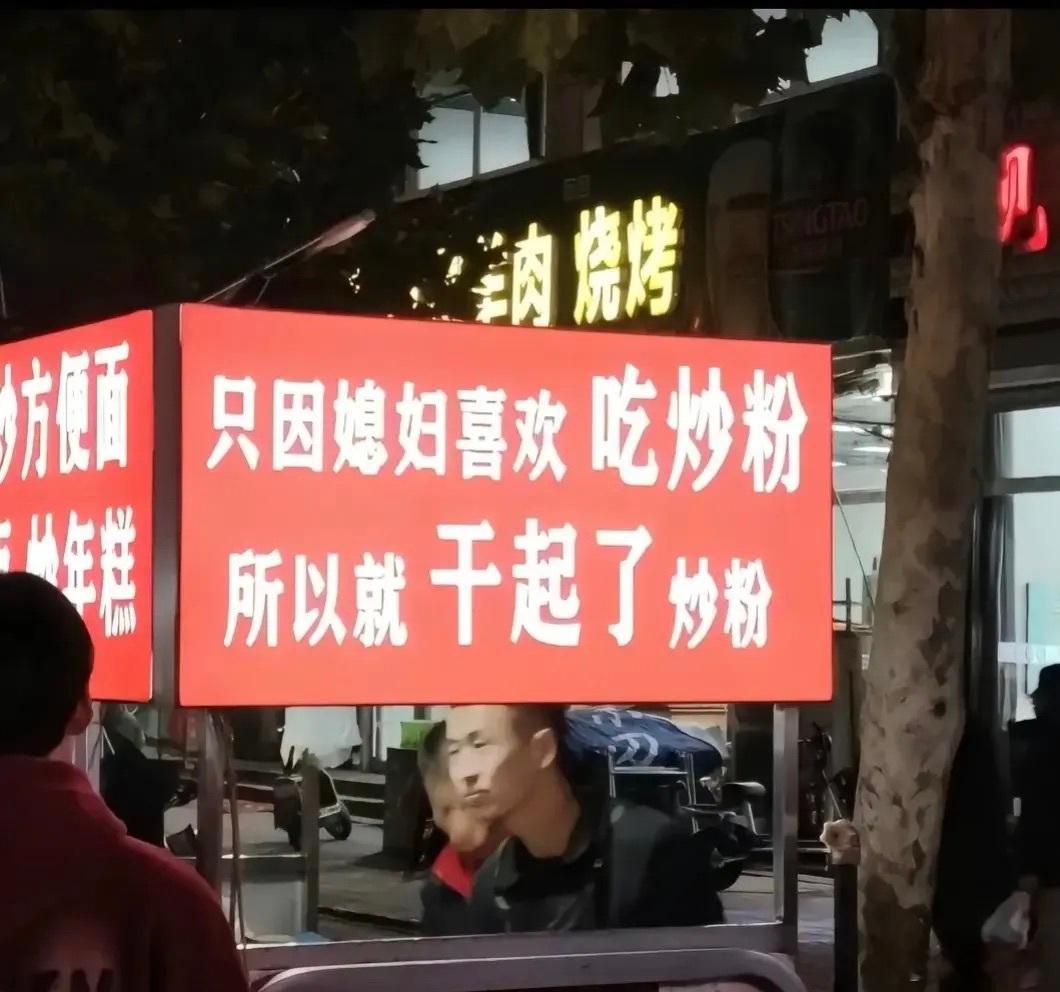 羊肉 烧烤
TSINGTAO
炒方便面
炒年糕
只因媳妇喜欢 吃炒粉
所以就 干起了 炒粉